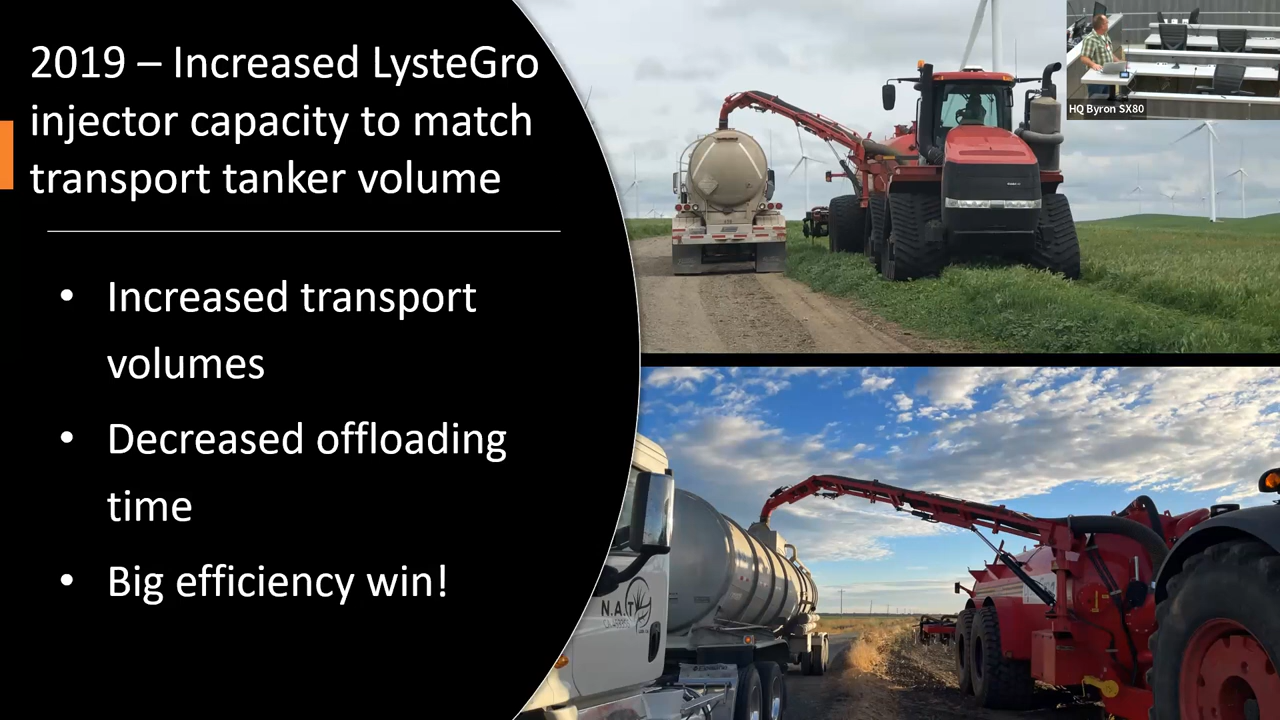 2019 – Increased LysteGro
injector capacity to match
transport tanker volume
• Increased transport
volumes
• Decreased offloading
time
• Big efficiency win!
HQ Byron SX80
N.A.T